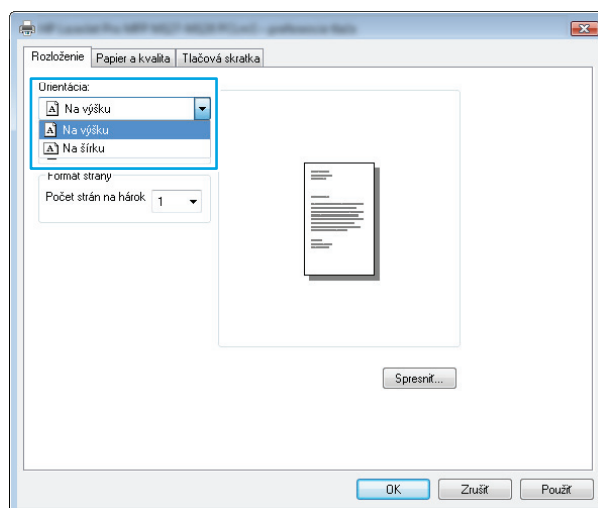 Rozloženie Papier a kvalita Tlačová skratka
Orientácia:
Na výšku
Na výšku
Na šírku
Formát strany
Počet strán na hárok 1
Spresniť...
OK Zrušiť Použiť